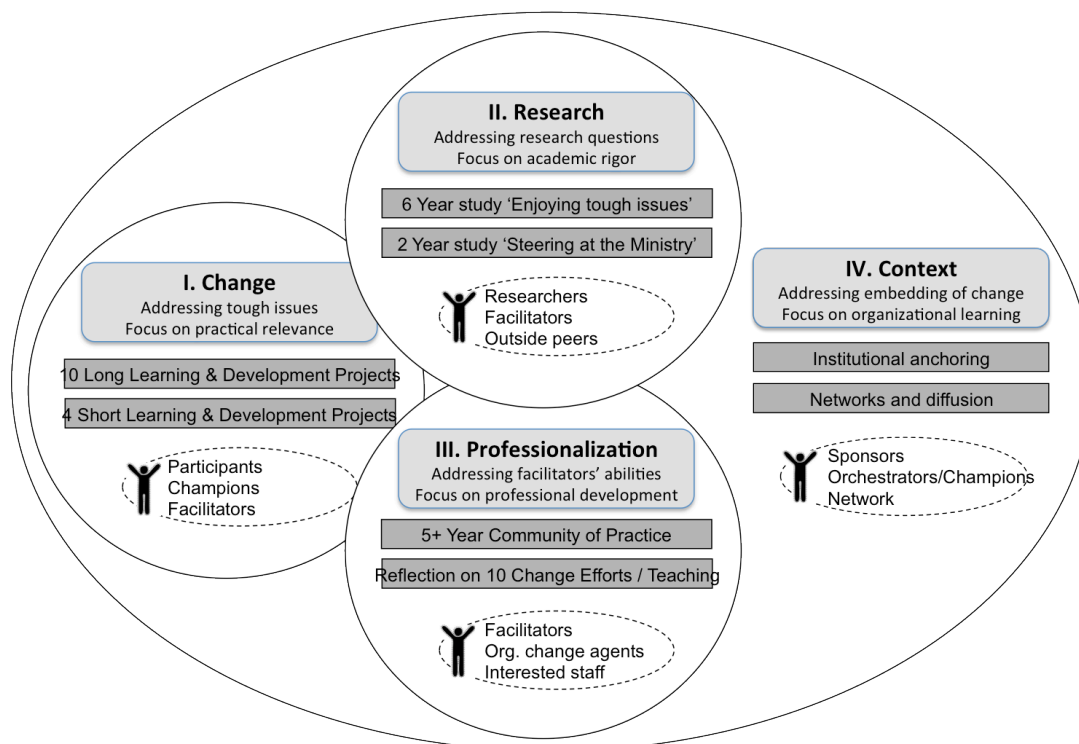 II. Research
Addressing research questions
Focus on academic rigor
6 Year study ‘Enjoying tough issues’
2 Year study ‘Steering at the Ministry’
Researchers
Facilitators
Outside peers
I. Change
Addressing tough issues
Focus on practical relevance
10 Long Learning & Development Projects
4 Short Learning & Development Projects
Participants
Champions
Facilitators
III. Professionalization
Addressing facilitators’ abilities
Focus on professional development
5+ Year Community of Practice
Reflection on 10 Change Efforts / Teaching
Facilitators
Org. change agents
Interested staff
IV. Context
Addressing embedding of change
Focus on organizational learning
Institutional anchoring
Networks and diffusion
Sponsors
Orchestrators/Champions
Network